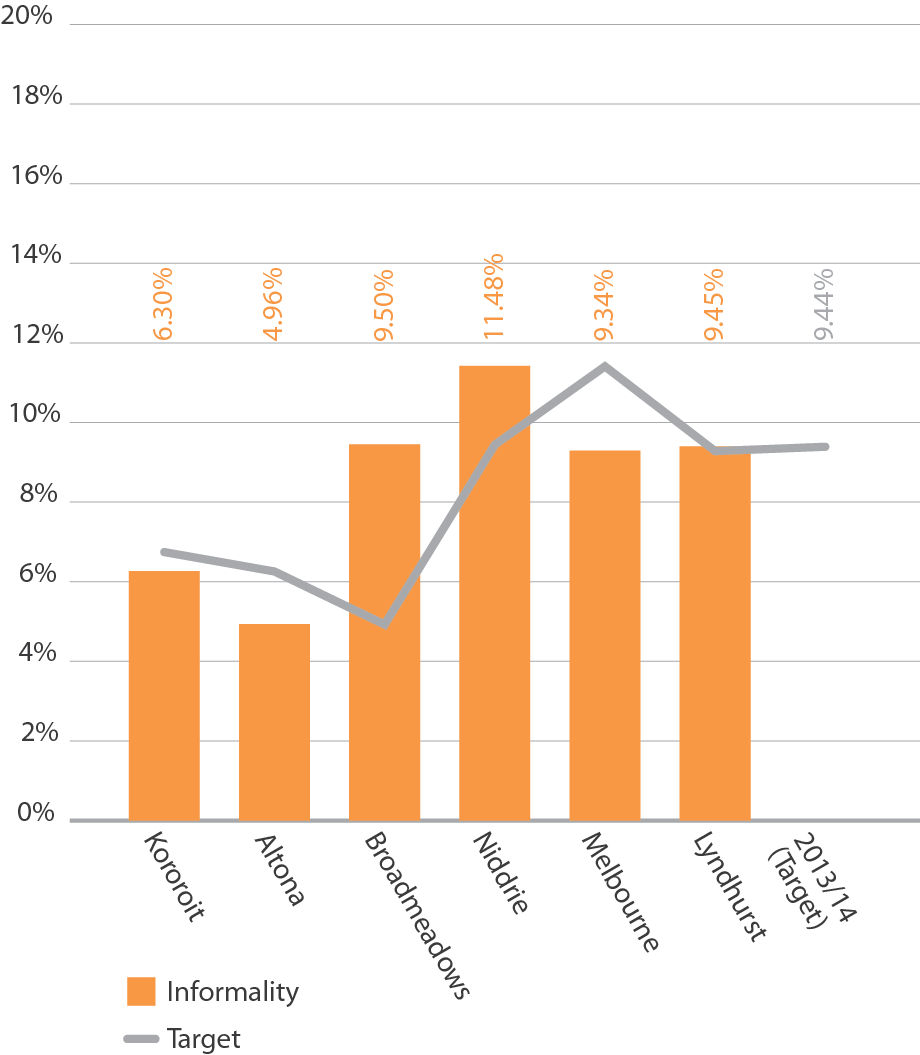 20%
18%
16%
14%
12%
10%
8%
6%
4%
2%
0%
6.30%
4.96%
9.50%
11.48%
9.34%
9.45%
9.44%
Kororoit
Altona
Broadmeadows
Niddrie
Melbourne
Lyndhurst
2013/14
(Target)
Informality
Target